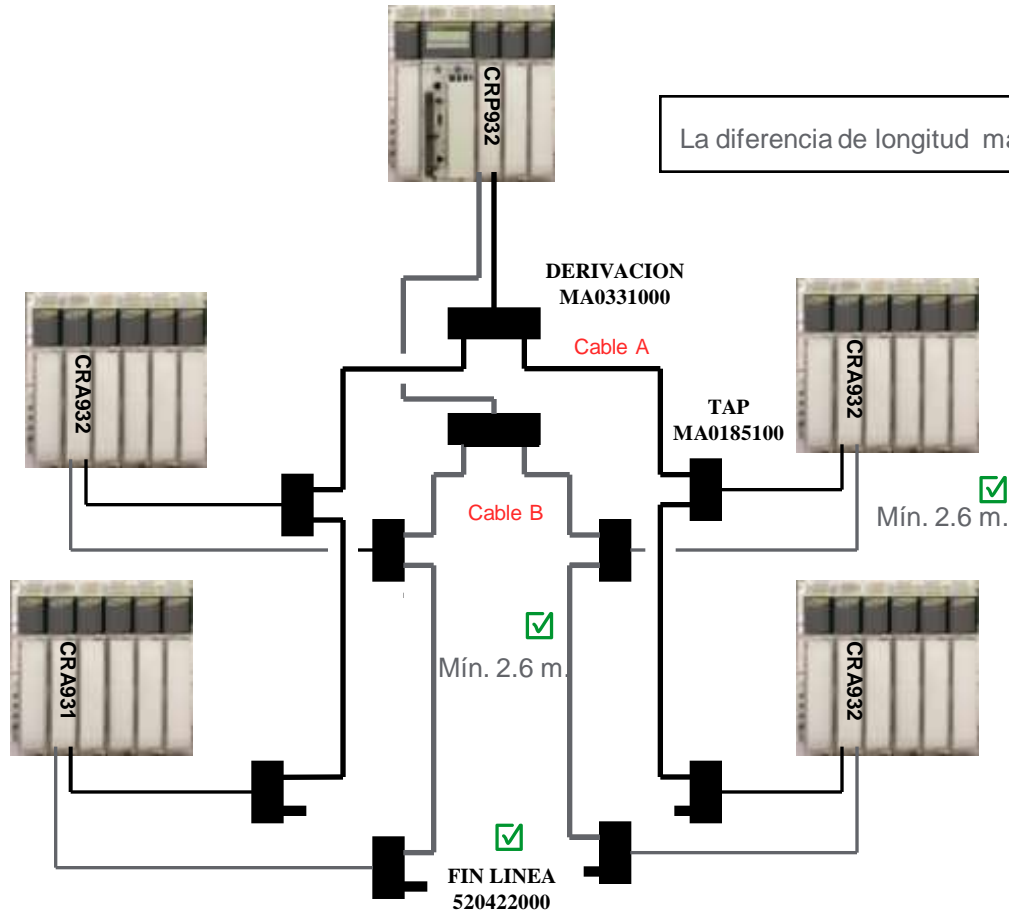 CRP932
La diferencia de longitud
DERIVACION
MA0331000
Cable A
CRA932
CRA932
TAP
MA0185100
Cable B
Mín. 2.6 m.
CRA931
Mín. 2.6 m.
CRA932
FIN LINEA
520422000